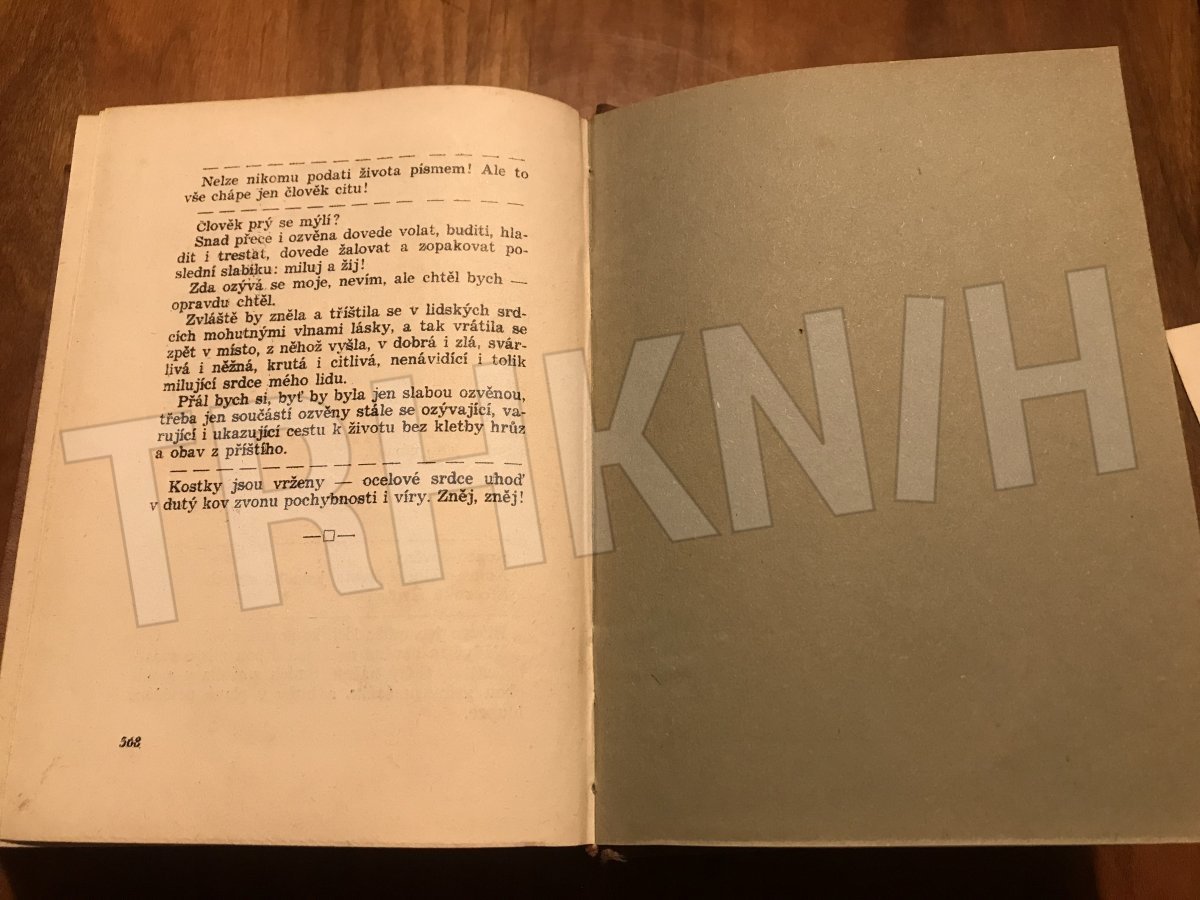 Nelze nikomu podati života písmem! Ale to
vše chápe jen člověk citu!
Člověk prý se mýlí?
Snad přece i ozvěna dovede volat, buditi, hla-
dit i trestat, dovede žalovat a zopakovat po-
slední slabiku: miluj a žij!
Zda ozývá se moje, nevím, ale chtěl bych —
opravdu chtěl.
Zvláště by zněla a tříštila se v lidských srd-
cích mohutnými vlnami lásky, a tak vrátila se
zpět v místo, z něhož vyšla, v dobrá i zlá, svár-
livá i něžná, krutá i citlivá, nenávidící i tolik
milující srdce mého lidu.
Přál bych si, byť by byla jen slabou ozvěnou,
třeba jen součástí ozvěny stále se ozývající, va-
rující i ukazující cestu k životu bez kletby hrůz
a obav z příštího.
Kostky jsou vrženy — ocelové srdce uhoď
v dutý kov zvonu pochybnosti i víry. Zněj, zněj!
568
TRHKNIH